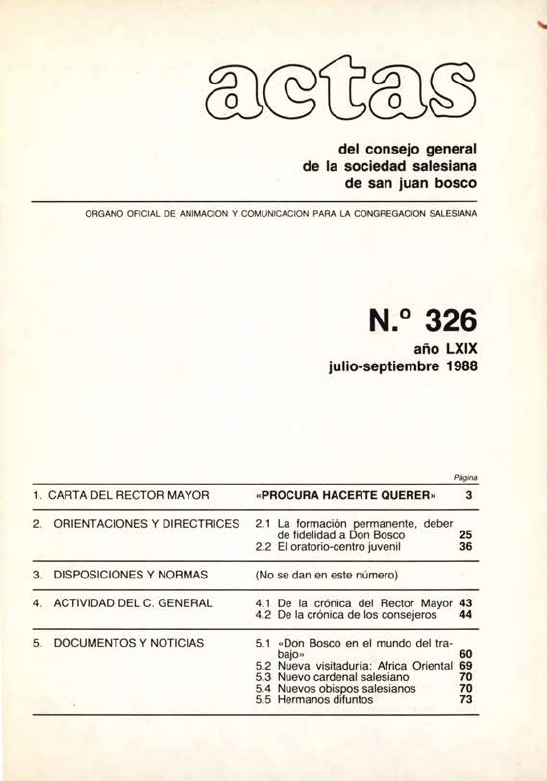 actas
del consejo general
de la sociedad salesiana
de san juan bosco
ORGANO OFICIAL DE ANIMACION Y COMUNICACION PARA LA CONGREGACION SALESIANA
N.º 326
año LXIX
julio-septiembre 1988
Página
1. CARTA DEL RECTOR MAYOR «PROCURA HACERTE QUERER» 3
2. ORIENTACIONES Y DIRECTRICES 2.1 La formación permanente, deber
de fidelidad a Don Bosco 25
2.2 El oratorio-centro juvenil 36
3. DISPOSICIONES Y NORMAS (No se dan en este número)
4. ACTIVIDAD DEL C. GENERAL 4.1 De la crónica del Rector Mayor 43
4.2 De la crónica de los consejeros 44
5. DOCUMENTOS Y NOTICIAS 5.1 «Don Bosco en el mundo del tra-
bajo» 60
5.2 Nueva visitaduria: Africa Oriental 69
5.3 Nuevo cardenal salesiano 70
5.4 Nuevos obispos salesianos 70
5.5 Hermanos difuntos 73